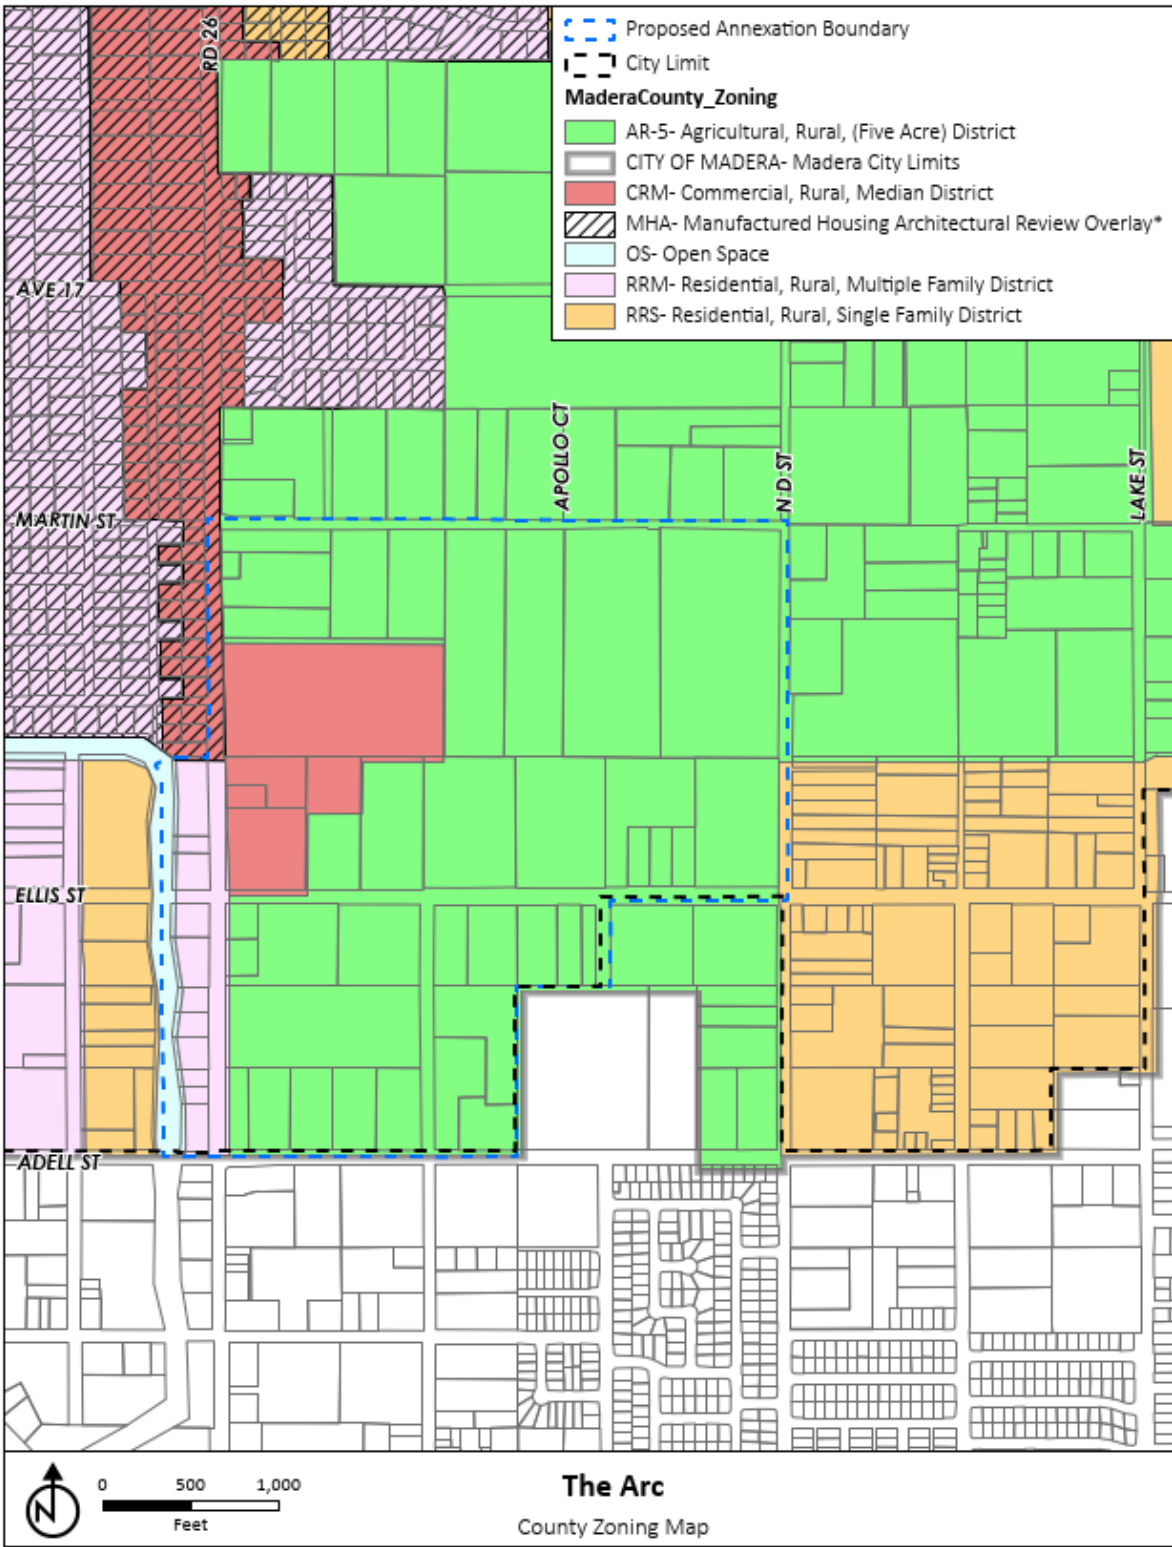 Proposed Annexation Boundary
City Limit
MaderaCounty_Zoning
AR-5- Agricultural, Rural, (Five Acre) District
CITY OF MADERA- Madera City Limits
CRM- Commercial, Rural, Median District
MHA- Manufactured Housing Architectural Review Overlay*
OS- Open Space
RRM- Residential, Rural, Multiple Family District
RRS- Residential, Rural, Single Family District
RD 26
AVE 17
APOLLO CT
N D ST
LAKE ST
MARTIN ST
ELLIS ST
ADELL ST
N
0 500 1,000
Feet
The Arc
County Zoning Map